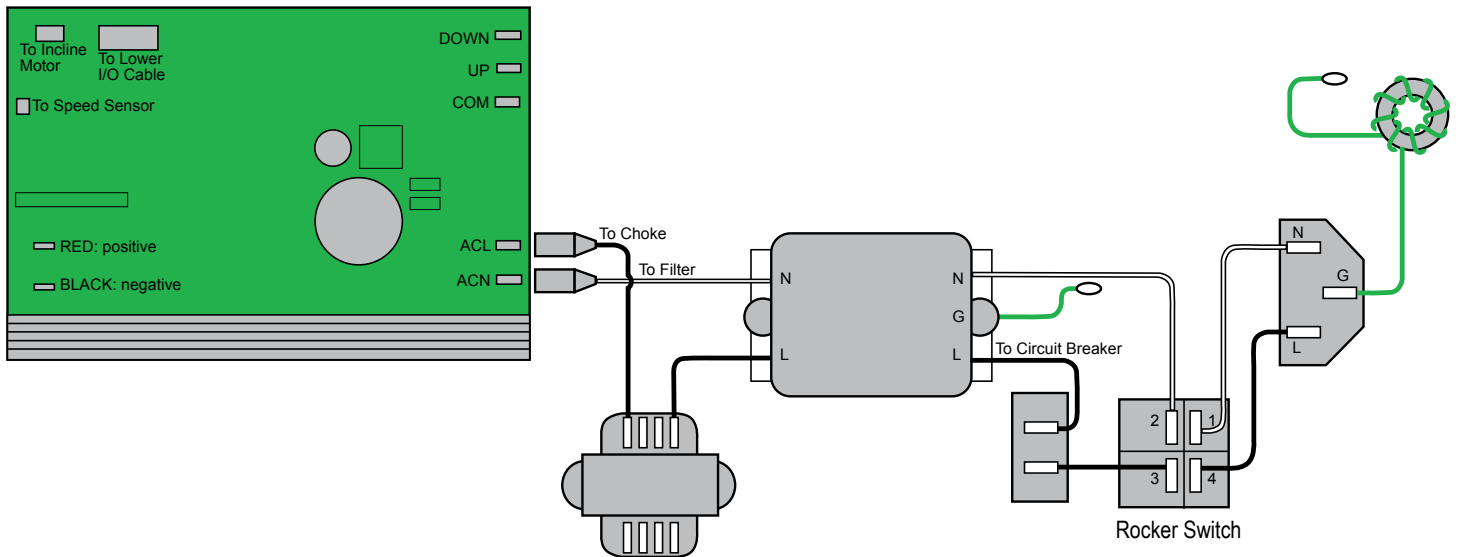 To Incline
Motor
To Lower
I/O Cable
To Speed Sensor
DOWN
UP
COM
RED: positive
BLACK: negative
ACL
ACN
To Choke
To Filter
N
L
N
G
L
To Circuit Breaker
2
1
3
4
Rocker Switch
N
G
L